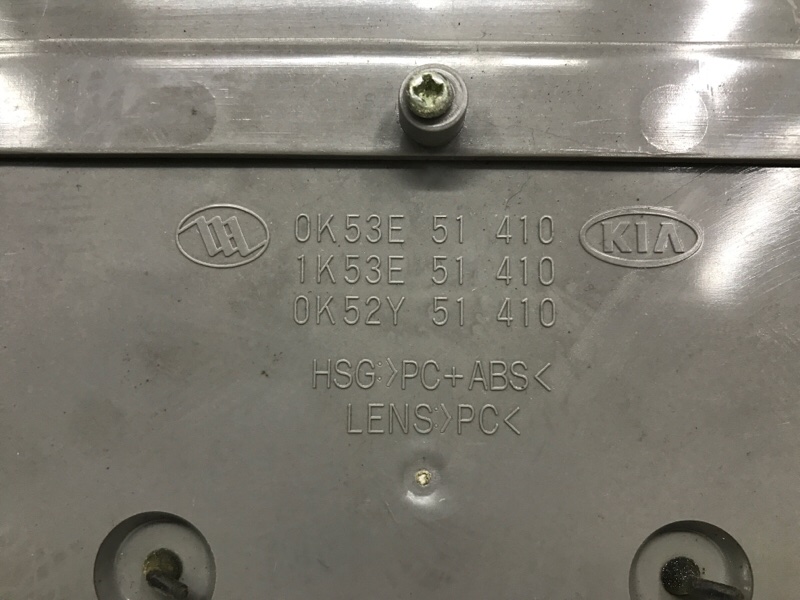 0K53E 51 410 KIA
1K53E 51 410
0K52Y 51 410
HSG:>PC+ABS<
LENS:>PC<